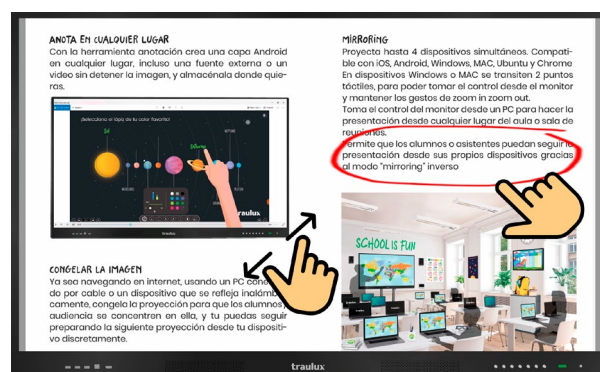 ANOTA EN CUALQUIER LUGAR
Con la herramienta anotación crea una capa Android
en cualquier lugar, incluso una fuente externa o un
video sin detener la imagen, y almacénala donde quie-
ras.
¡Selecciona el lápiz de tu color favorito!
Sol
Saturno
traulux
traulux
CONGELAR LA IMAGEN
Ya sea navegando en internet, usando un PC
do por cable o un dispositivo que se refleja
camente, congela la proyección para que los alumnos
audiencia se concentren en ella, y tu puedas seguir
preparando la siguiente proyección desde tu dispositi-
vo discretamente.
MIRRORING
Proyecta hasta 4 dispositivos simultáneos. Compati-
ble con iOS, Android, Windows, MAC, Ubuntu y Chrome
En dispositivos Windows o MAC se transiten 2 puntos
táctiles, para poder tomar el control desde el monitor
y mantener los gestos de zoom in zoom out.
Toma el control del monitor desde un PC para hacer la
presentación desde cualquier lugar del aula o sala de
reuniones.
Permite que los alumnos o asistentes puedan seguir la
presentación desde sus propios dispositivos gracias
al modo "mirroring" inverso
SCHOOL IS FUN
traulux